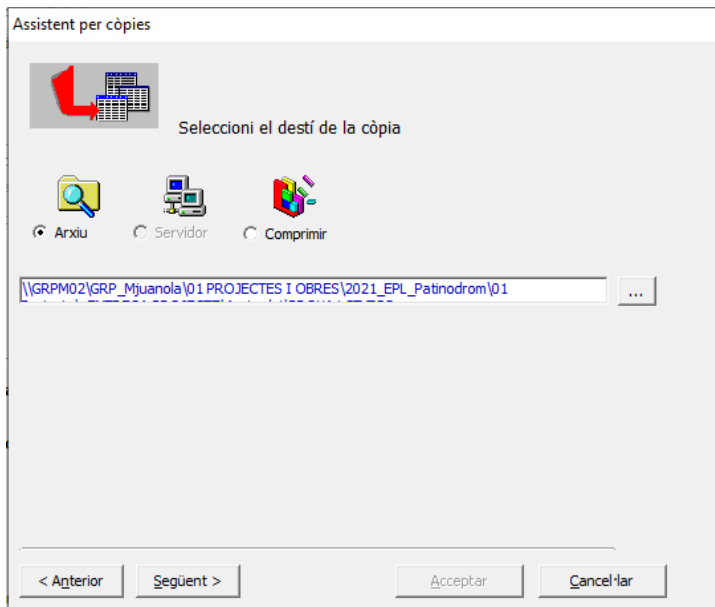 Assistent per còpies
Seleccioni el destí de la còpia
Arxiu
Servidor
Comprimir
\\GRPM02\GRP_Mjuanola\01 PROJECTES I OBRES\2021_EPL_Patinodrom\01
...
< Anterior
Següent >
Acceptar
Cancel·lar